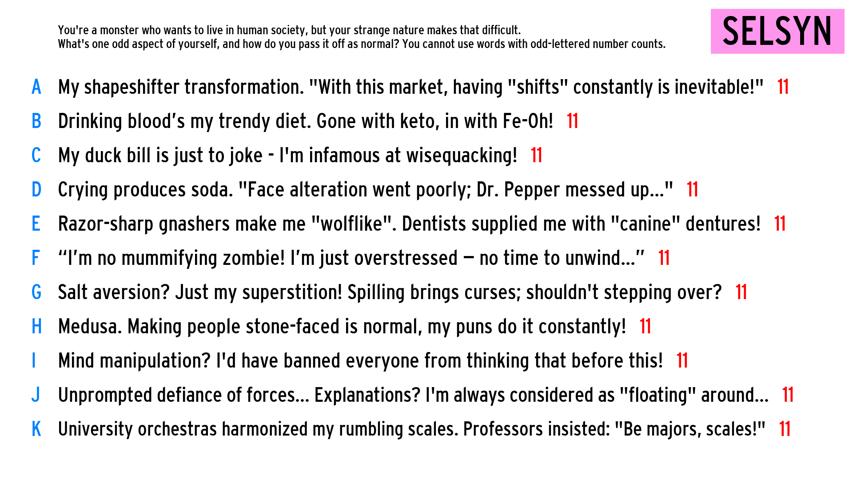 You're a monster who wants to live in human society, but your strange nature makes that difficult.
What's one odd aspect of yourself, and how do you pass it off as normal? You cannot use words with odd-lettered number counts.
SELSYN
A My shapeshifter transformation. "With this market, having "shifts" constantly is inevitable!" 11
B Drinking blood’s my trendy diet. Gone with keto, in with Fe-Oh! 11
C My duck bill is just to joke - I'm infamous at wisequacking! 11
D Crying produces soda. "Face alteration went poorly; Dr. Pepper messed up..." 11
E Razor-sharp gnashers make me "wolflike". Dentists supplied me with "canine" dentures! 11
F “I’m no mummifying zombie! I’m just overstressed – no time to unwind...” 11
G Salt aversion? Just my superstition! Spilling brings curses; shouldn't stepping over? 11
H Medusa. Making people stone-faced is normal, my puns do it constantly! 11
I Mind manipulation? I'd have banned everyone from thinking that before this! 11
J Unprompted defiance of forces... Explanations? I'm always considered as "floating" around... 11
K University orchestras harmonized my rumbling scales. Professors insisted: "Be majors, scales!" 11